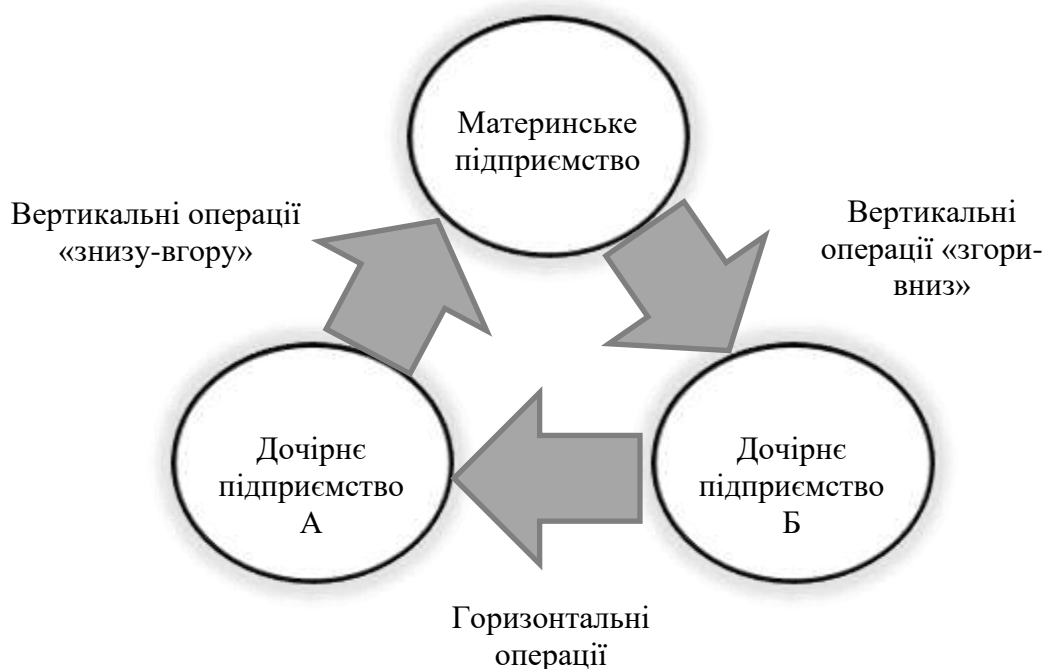 Материнське
підприємство
Вертикальні операції
«знизу-вгору»
Вертикальні
операції «згори-
вниз»
Дочірнє
підприємство
А
Дочірнє
підприємство
Б
Горизонтальні
операції